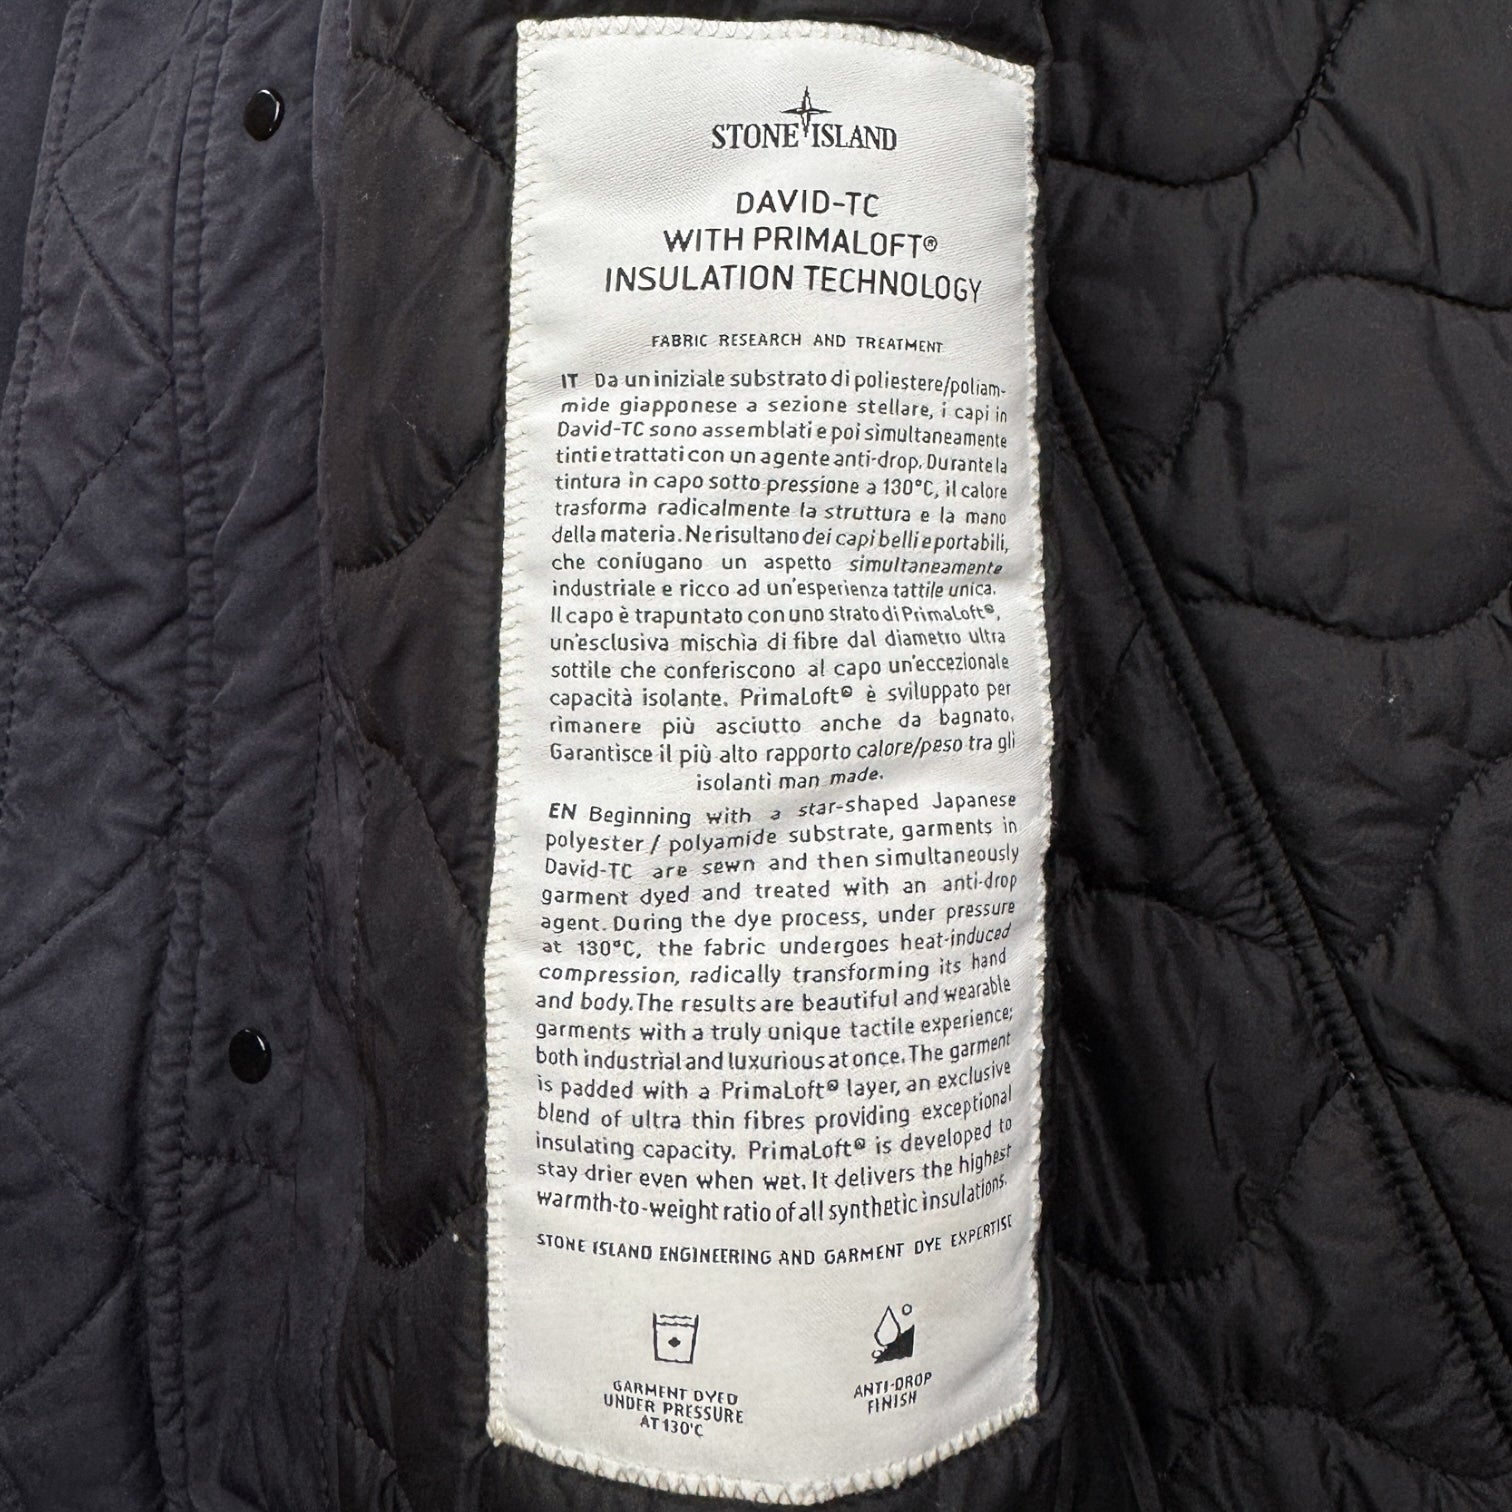 STONE ISLAND
DAVID-TC
WITH PRIMALOFT®
INSULATION TECHNOLOGY
FABRIC RESEARCH AND TREATMENT
IT Da un iniziale substrato di poliestere/poliam-
mide giapponese a sezione stellare, i capi in
David-TC sono assemblati e poi simultaneamente
tinti e trattati con un agente anti-drop. Durante la
tintura in capo sotto pressione a 130°C, il calore
trasforma radicalmente la struttura e la mano
della materia. Ne risultano dei capi belli e portabili,
che coniugano un aspetto simultaneamente
industriale e ricco ad un'esperienza tattile unica.
Il capo è trapuntato con uno strato di PrimaLoft®,
un'esclusiva mischia di fibre dal diametro ultra
sottile che conferiscono al capo un'eccezionale
capacità isolante. PrimaLoft® è sviluppato per
rimanere più asciutto anche da bagnato.
Garantisce il più alto rapporto calore/peso tra gli
isolanti man made.
EN Beginning with a star-shaped Japanese
polyester / polyamide substrate, garments in
David-TC are sewn and then simultaneously
garment dyed and treated with an anti-drop
agent. During the dye process, under pressure
at 130°C, the fabric undergoes heat-induced
compression, radically transforming its hand
and body. The results are beautiful and wearable
garments with a truly unique tactile experience;
both industrial and luxurious at once. The garment
is padded with a PrimaLoft® layer, an exclusive
blend of ultra thin fibres providing exceptional
insulating capacity. PrimaLoft® is developed to
stay drier even when wet. It delivers the highest
warmth-to-weight ratio of all synthetic insulations.
STONE ISLAND ENGINEERING AND GARMENT DYE EXPERTISE
GARMENT DYED
UNDER PRESSURE
AT 130°C
ANTI-DROP
FINISH